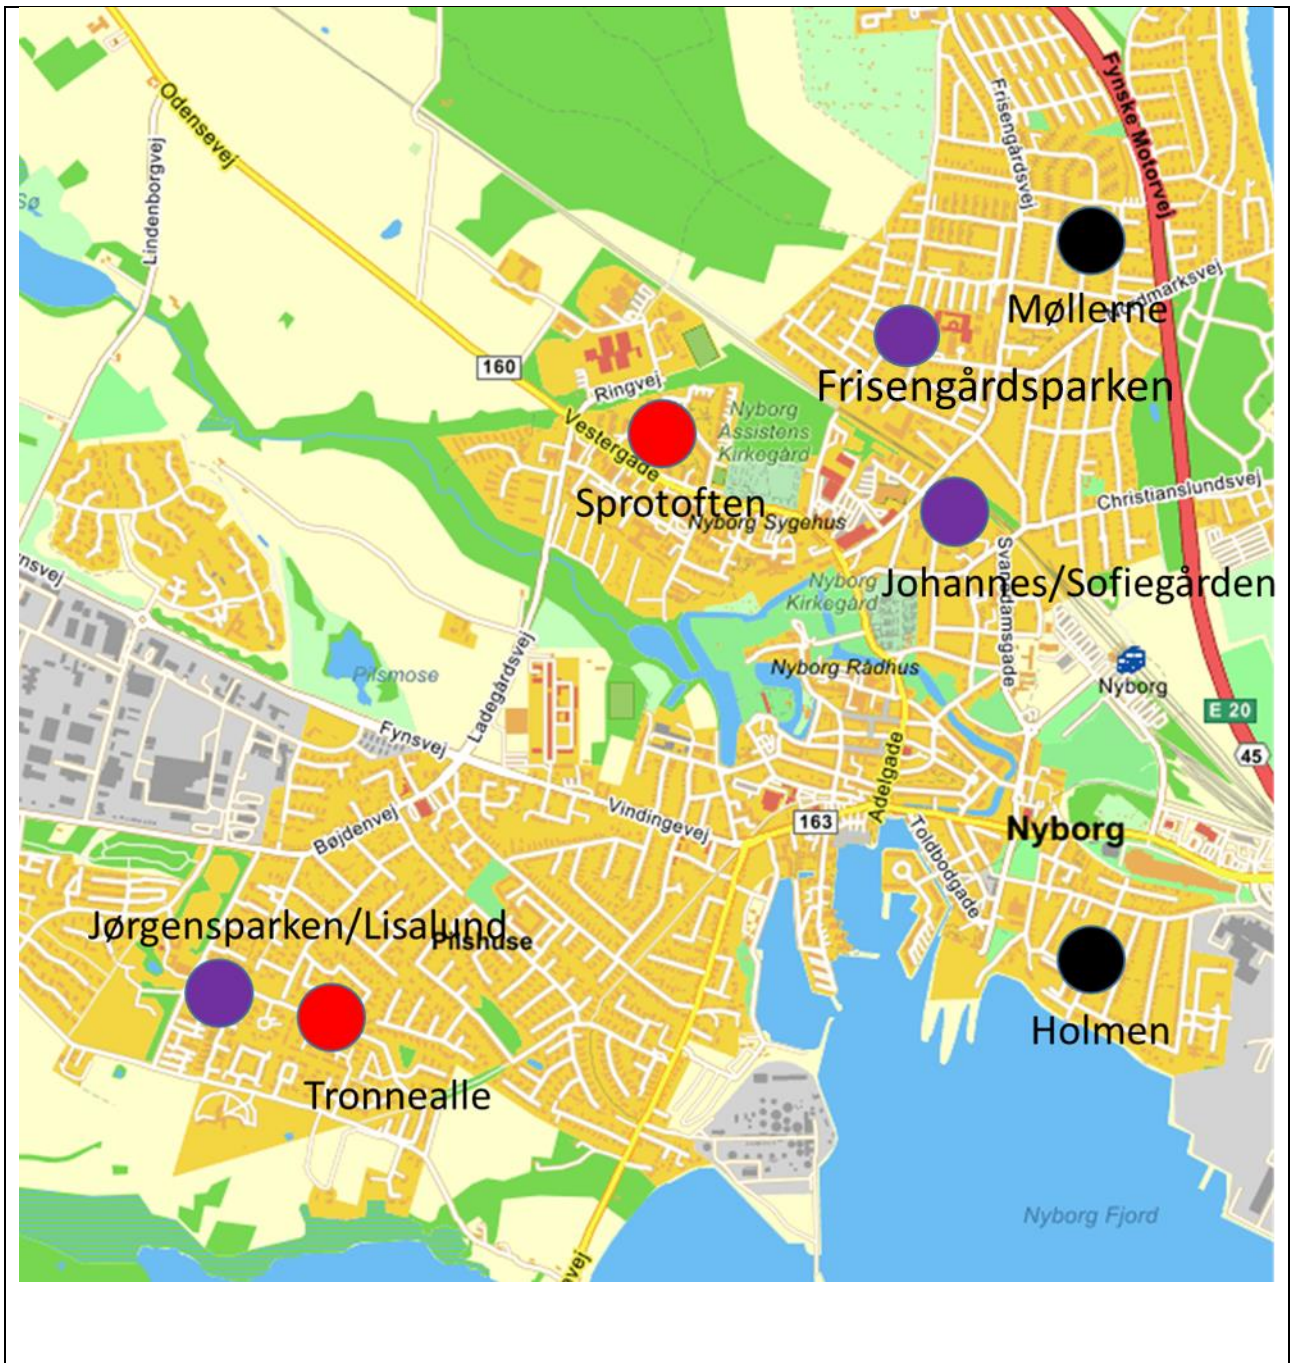 Fynske Motorvej
Frisengårdsvej
Odensevej
Lindenborgvej
Sø
Møllerne
160
Ringvej
Frisengårdsparken
Nyborg
Assistens
Kirkegård
Vestergade
Sprotoften
Nyborg Sygehus
Christianslundsvej
Johannes/Sofiegården
Nyborg
Kirkegård
Nyborg Rådhus
Nyborg
Pilsmose
Ladegårdsvej
E 20
45
Fynsvej
Adelgade
Vindingevej
Bøjdenvej
163
Toldbodgade
Nyborg
Jørgensparken/Lisalund
Pilshuse
Holmen
Tronnealle
Nyborg Fjord